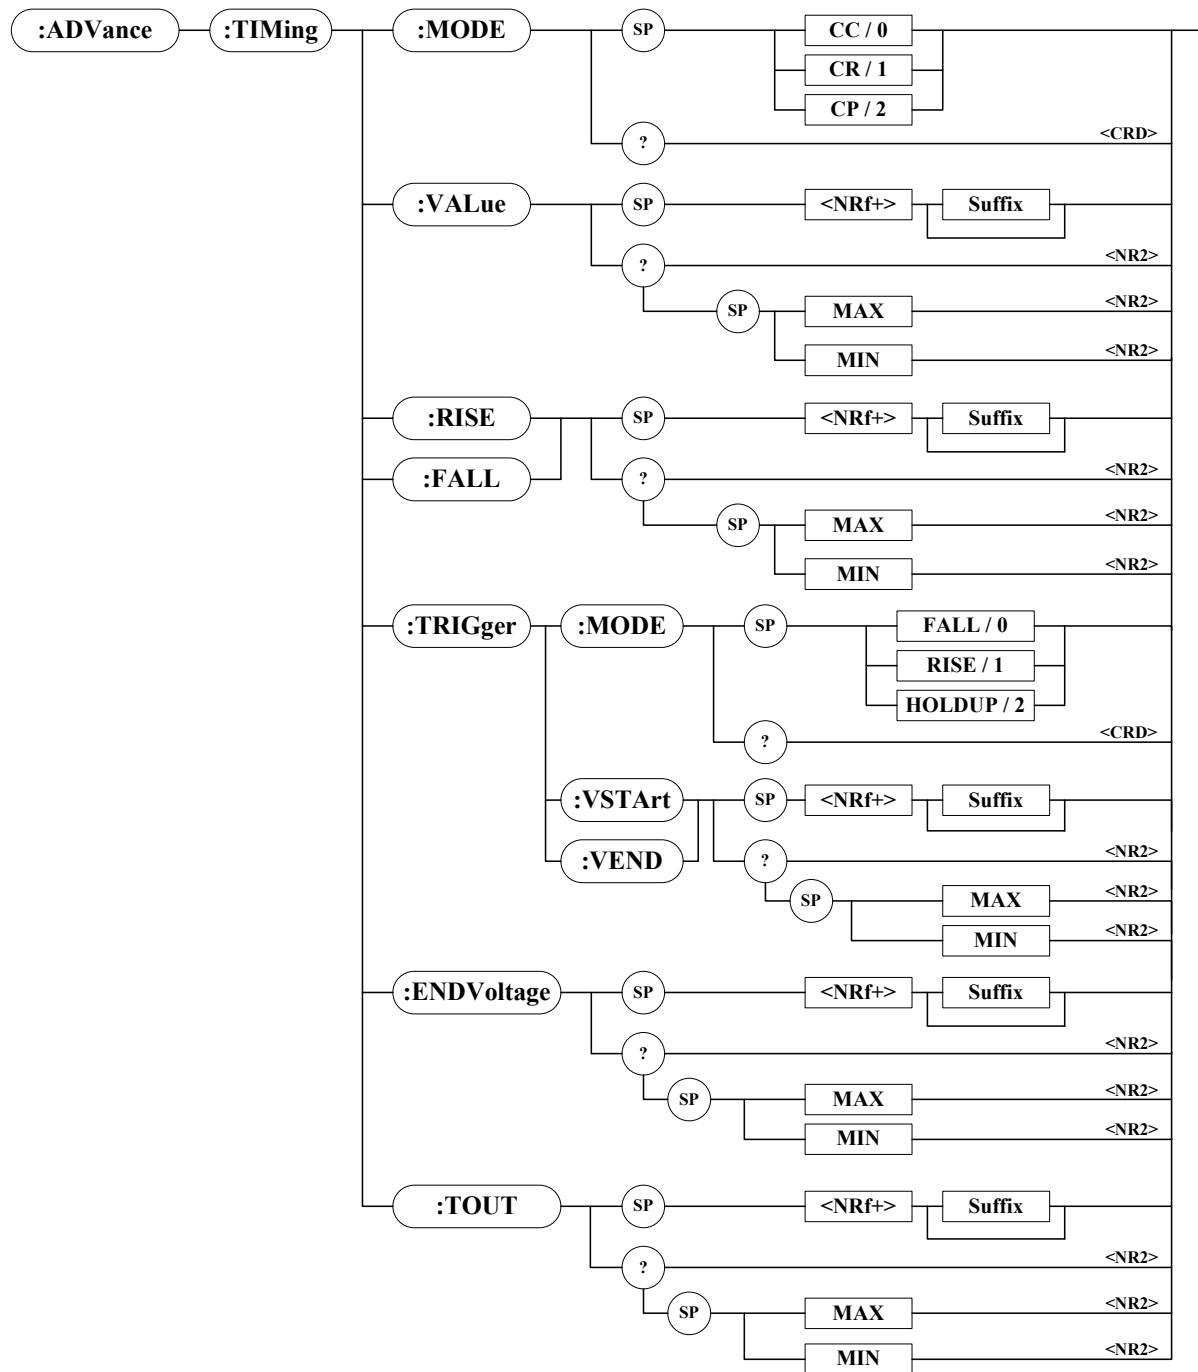 :ADVance :TIMing :MODE SP CC / 0
CR / 1
CP / 2
? <CRD>
:VALue SP <NRf+> Suffix
? <NR2>
SP MAX <NR2>
MIN <NR2>
:RISE SP <NRf+> Suffix
:FALL ? <NR2>
SP MAX <NR2>
MIN <NR2>
:TRIGger :MODE SP FALL / 0
RISE / 1
HOLDUP / 2
? <CRD>
:VSTArt SP <NRf+> Suffix
:VEND ? <NR2>
SP MAX <NR2>
MIN <NR2>
:ENDVoltage SP <NRf+> Suffix
? <NR2>
SP MAX <NR2>
MIN <NR2>
:TOUT SP <NRf+> Suffix
? <NR2>
SP MAX <NR2>
MIN <NR2>